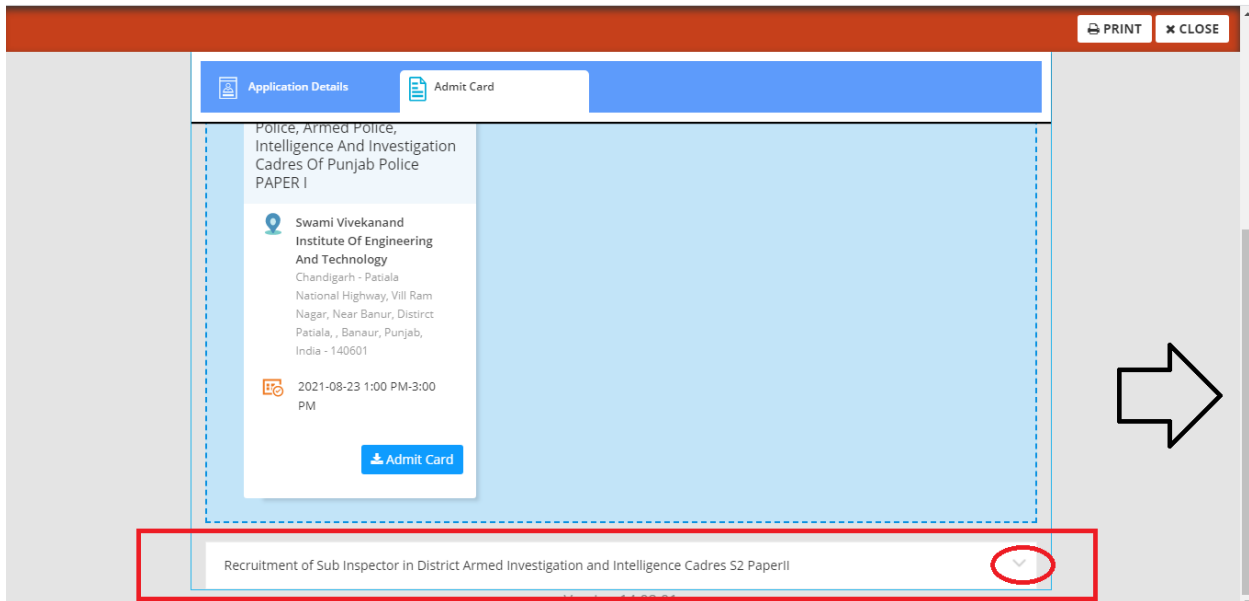 PRINT
CLOSE
Application Details
Admit Card
Police, Armed Police,
Intelligence And Investigation
Cadres Of Punjab Police
PAPER I
Swami Vivekanand
Institute Of Engineering
And Technology
Chandigarh - Patiala
National Highway, Vill Ram
Nagar, Near Banur, Distirct
Patiala, , Banaur, Punjab,
India - 140601
2021-08-23 1:00 PM-3:00
PM
Admit Card
Recruitment of Sub Inspector in District Armed Investigation and Intelligence Cadres S2 PaperII